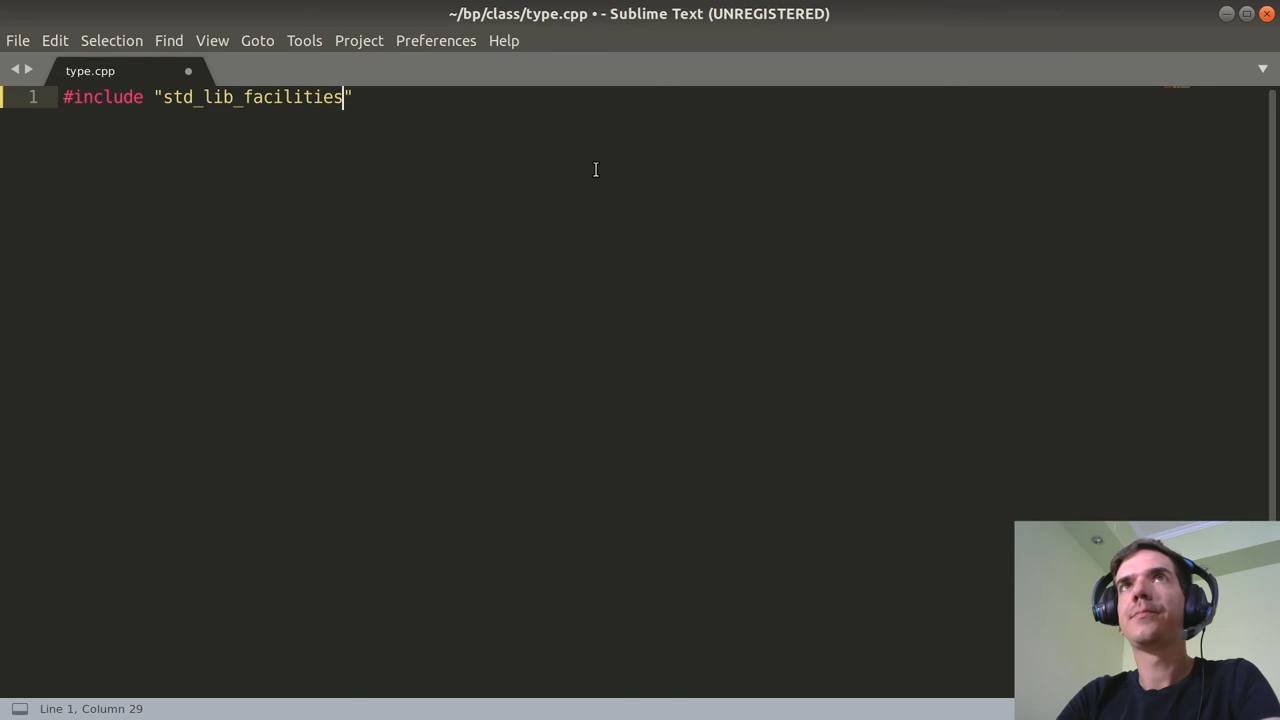 ~/bp/class/type.cpp • - Sublime Text (UNREGISTERED)
File Edit Selection Find View Goto Tools Project Preferences Help
type.cpp
1 #include "std_lib_facilities"
Line 1, Column 29